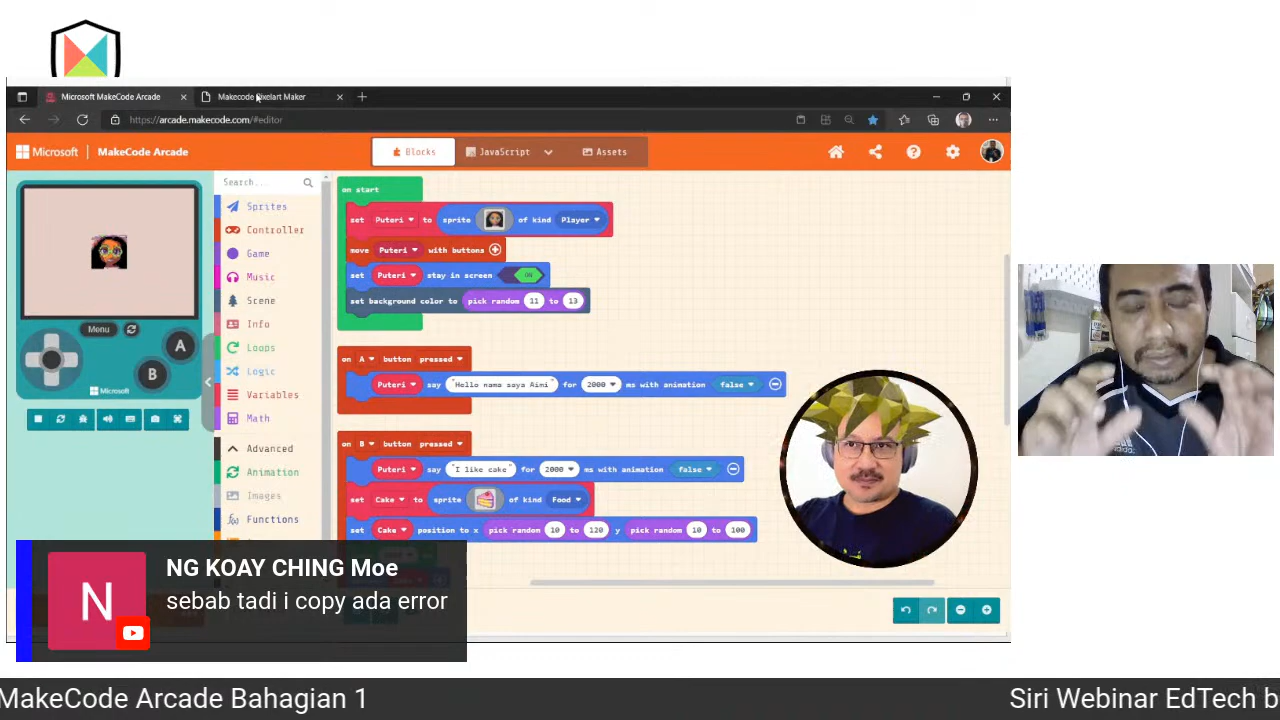 Microsoft MakeCode Arcade
Makecode Pixelart Maker
https://arcade.makecode.com/#editor
Microsoft
MakeCode Arcade
Blocks
JavaScript
Assets
Menu
A
B
Microsoft
Search...
Sprites
Controller
Game
Music
Scene
Info
Loops
Logic
Variables
Math
Advanced
Animation
Images
Functions
on start
set Puteri to sprite of kind Player
move Puteri with buttons
set Puteri stay in screen ON
set background color to pick random 11 to 13
on A button pressed
Puteri say "Hello nama saya Aimi" for 2000 ms with animation false
on B button pressed
Puteri say "I like cake" for 2000 ms with animation false
set Cake to sprite of kind Food
set Cake position to x pick random 10 to 120 y pick random 10 to 100
N
NG KOAY CHING Moe
sebab tadi i copy ada error
MakeCode Arcade Bahagian 1
Siri Webinar EdTech b